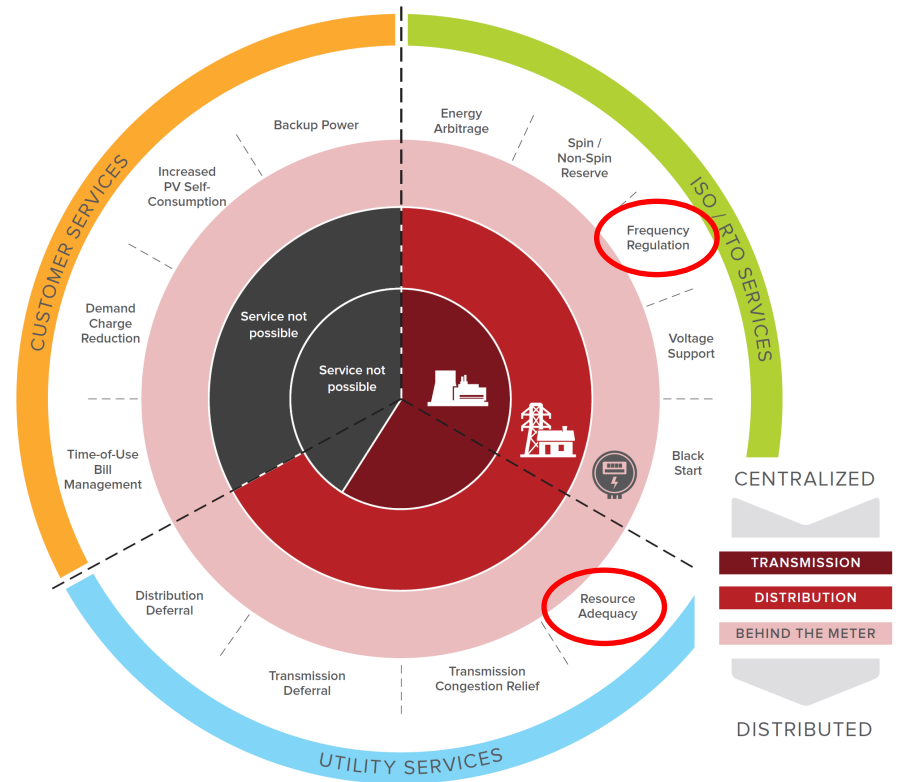 CUSTOMER SERVICES
ISO / RTO SERVICES
UTILITY SERVICES
Backup Power
Energy
Arbitrage
Spin /
Non-Spin
Reserve
Increased
PV Self-
Consumption
Frequency
Regulation
Demand
Charge
Reduction
Service not
possible
Service not
possible
Voltage
Support
Time-of-Use
Bill
Management
Black
Start
Distribution
Deferral
Resource
Adequacy
Transmission
Deferral
Transmission
Congestion Relief
CENTRALIZED
TRANSMISSION
DISTRIBUTION
BEHIND THE METER
DISTRIBUTED